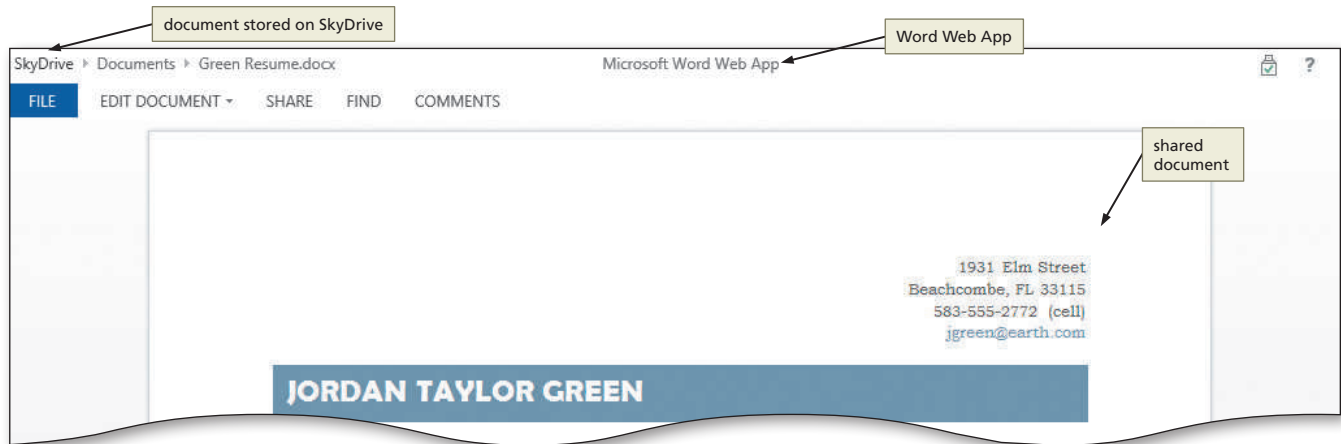 document stored on SkyDrive
Word Web App
SkyDrive ▸ Documents ▸ Green Resume.docx
Microsoft Word Web App
?
FILE EDIT DOCUMENT SHARE FIND COMMENTS
shared
document
1931 Elm Street
Beachcombe, FL 33115
583-555-2772 (cell)
jgreen@earth.com
JORDAN TAYLOR GREEN